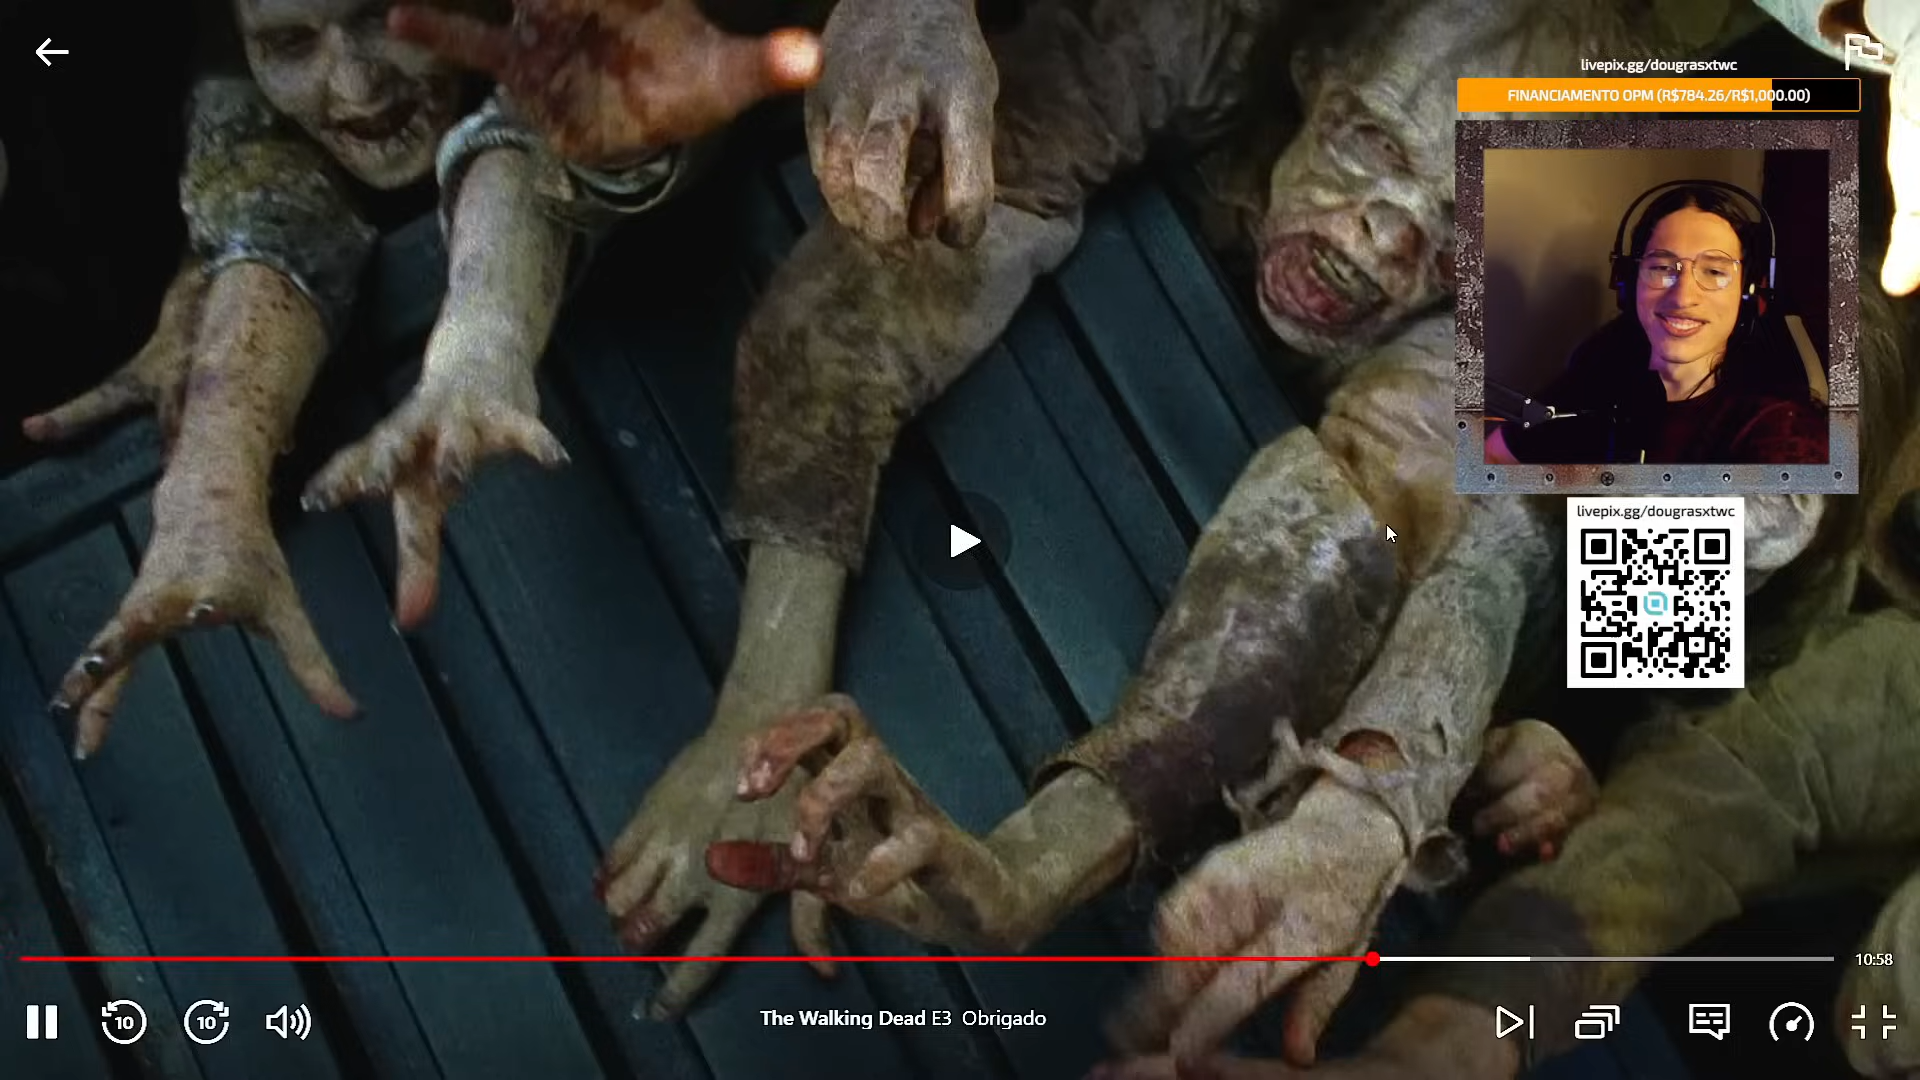 livepix.gg/dougrasxtwc
FINANCIAMENTO OPM (R$784.26/R$1,000.00)
livepix.gg/dougrasxtwc
10:58
10
10
The Walking Dead E3 Obrigado